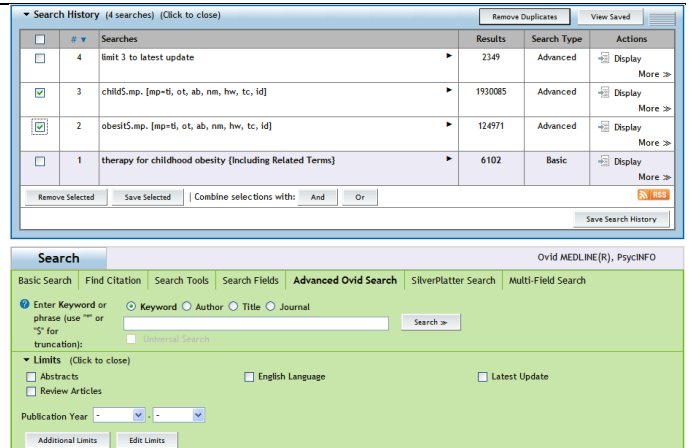 ▼ Search History (4 searches) (Click to close) Remove Duplicates View Saved
# ▼ Searches Results Search Type Actions
4 limit 3 to latest update 2349 Advanced Display
More ≫
3 child$.mp. [mp=ti, ot, ab, nm, hw, tc, id] 1930085 Advanced Display
More ≫
2 obesit$.mp. [mp=ti, ot, ab, nm, hw, tc, id] 124971 Advanced Display
More ≫
1 therapy for childhood obesity {Including Related Terms} 6102 Basic Display
More ≫
Remove Selected Save Selected | Combine selections with: And Or RSS
Save Search History
Search Ovid MEDLINE(R), PsycINFO
Basic Search Find Citation Search Tools Search Fields Advanced Ovid Search SilverPlatter Search Multi-Field Search
? Enter Keyword or Keyword Author Title Journal
phrase (use "*" or
"$" for Search ≫
truncation): Universal Search
▼ Limits (Click to close)
Abstracts English Language Latest Update
Review Articles
Publication Year - - -
Additional Limits Edit Limits